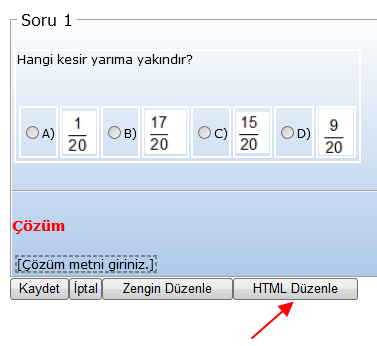 Soru 1
Hangi kesir yarıma yakındır?
A) 1/20 B) 17/20 C) 15/20 D) 9/20
Çözüm
[Çözüm metni giriniz.]
Kaydet İptal Zengin Düzenle HTML Düzenle